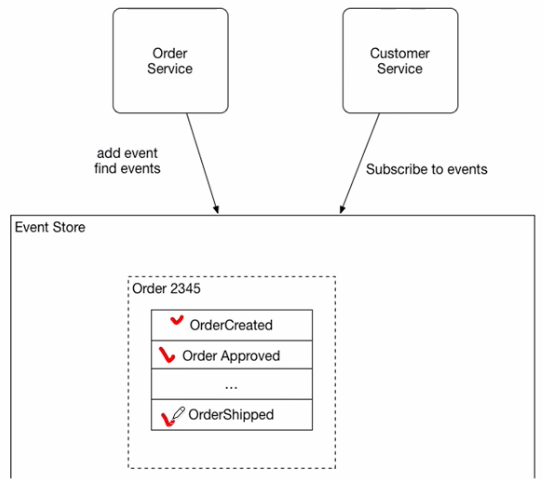 Order
Service
Customer
Service
add event
find events
Subscribe to events
Event Store
Order 2345
OrderCreated
Order Approved
...
OrderShipped